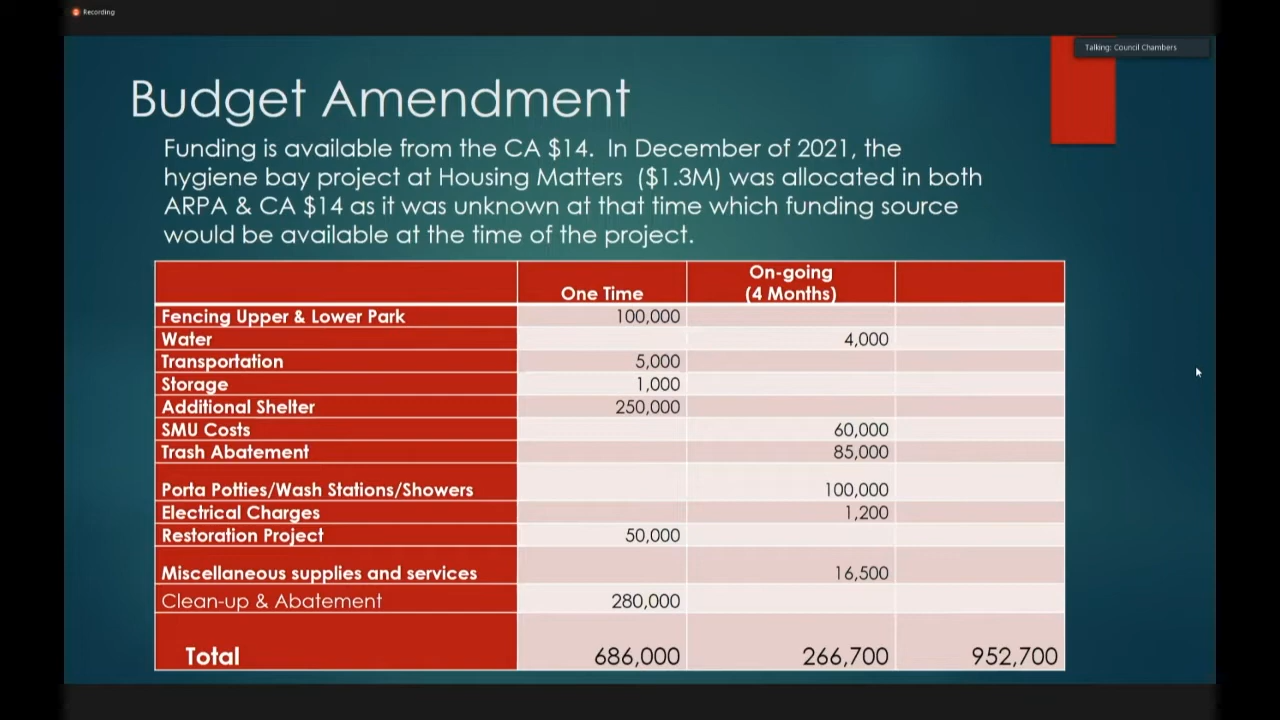 Recording
Talking: Council Chambers
Budget Amendment
Funding is available from the CA $14. In December of 2021, the
hygiene bay project at Housing Matters ($1.3M) was allocated in both
ARPA & CA $14 as it was unknown at that time which funding source
would be available at the time of the project.
One Time On-going
(4 Months)
Fencing Upper & Lower Park 100,000
Water 4,000
Transportation 5,000
Storage 1,000
Additional Shelter 250,000
SMU Costs 60,000
Trash Abatement 85,000
Porta Potties/Wash Stations/Showers 100,000
Electrical Charges 1,200
Restoration Project 50,000
Miscellaneous supplies and services 16,500
Clean-up & Abatement 280,000
Total 686,000 266,700 952,700